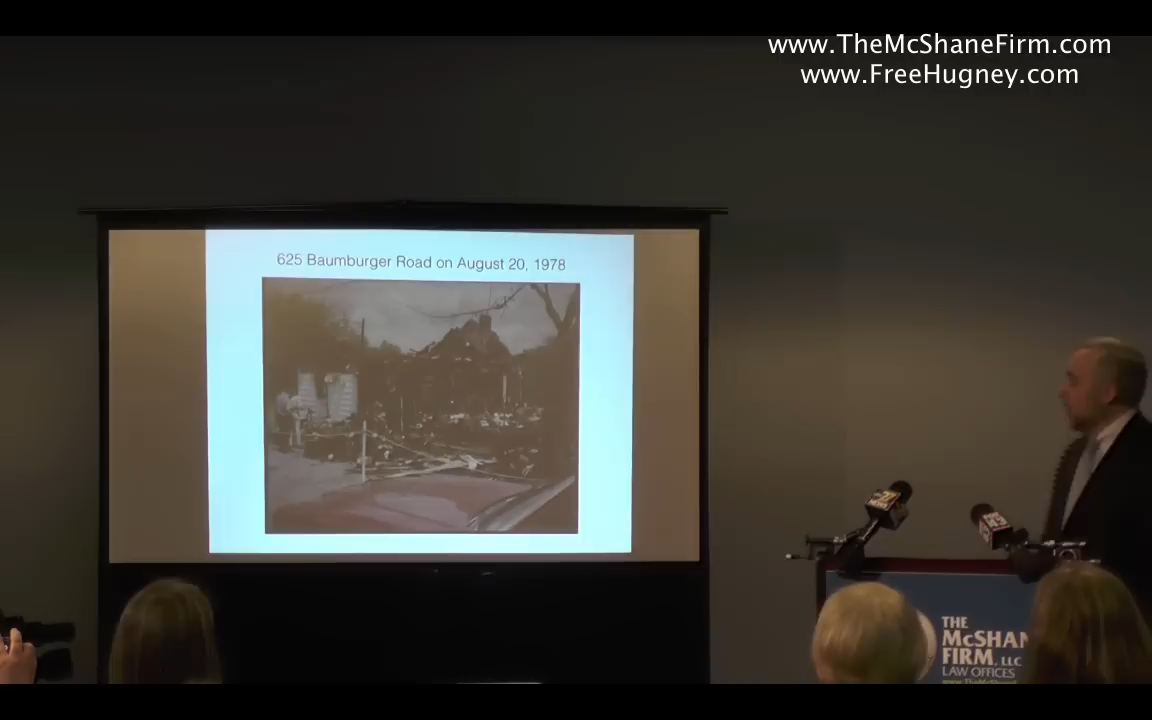 www.TheMcShaneFirm.com
www.FreeHugney.com
625 Baumburger Road on August 20, 1978
THE
McSHAN
FIRM, LLC
LAW OFFICES